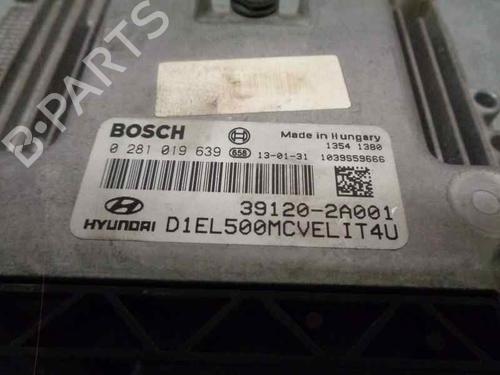 B-PARTS
BOSCH
Made in Hungary
1354 1380
0 281 019 639 658 13-01-31 1039959666
39120-2A001
HYUNDAI D1EL500MCVELIT4U